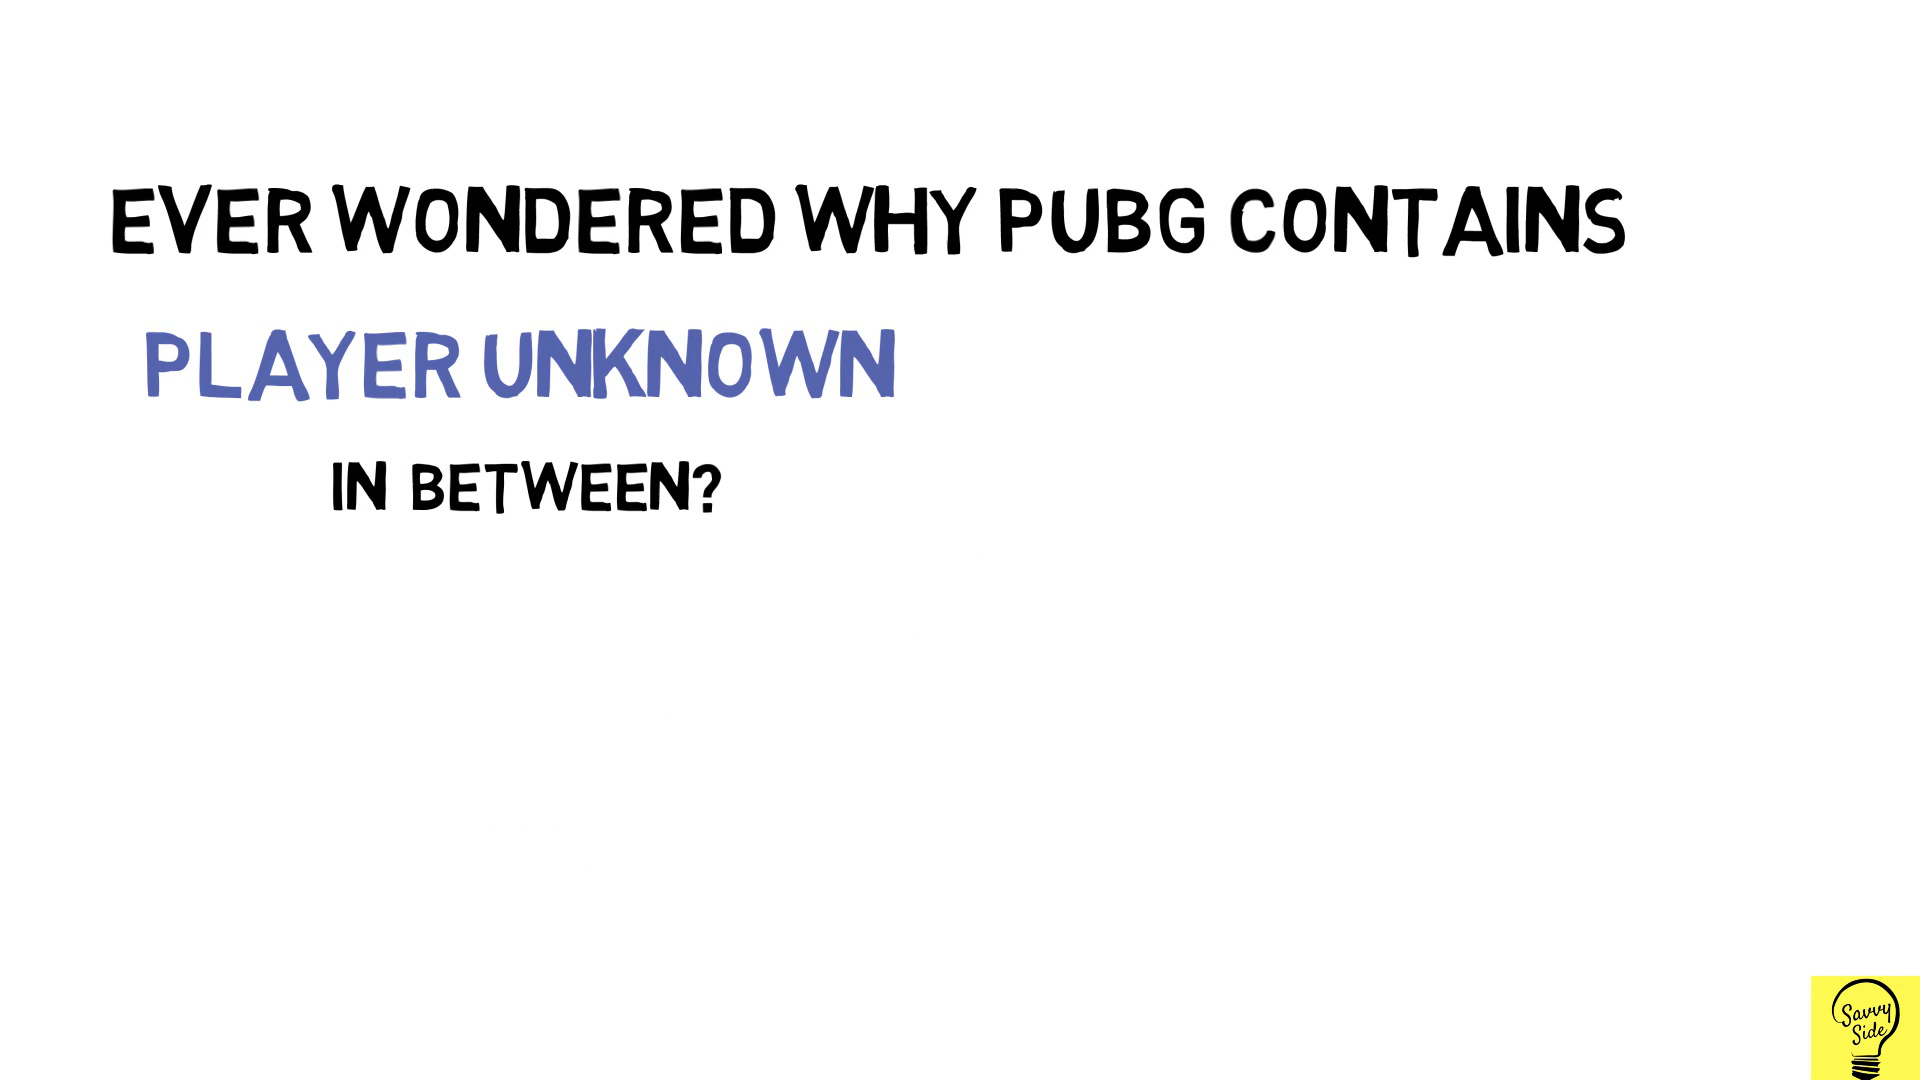 EVER WONDERED WHY PUBG CONTAINS
PLAYER UNKNOWN
IN BETWEEN?
Savvy
Side